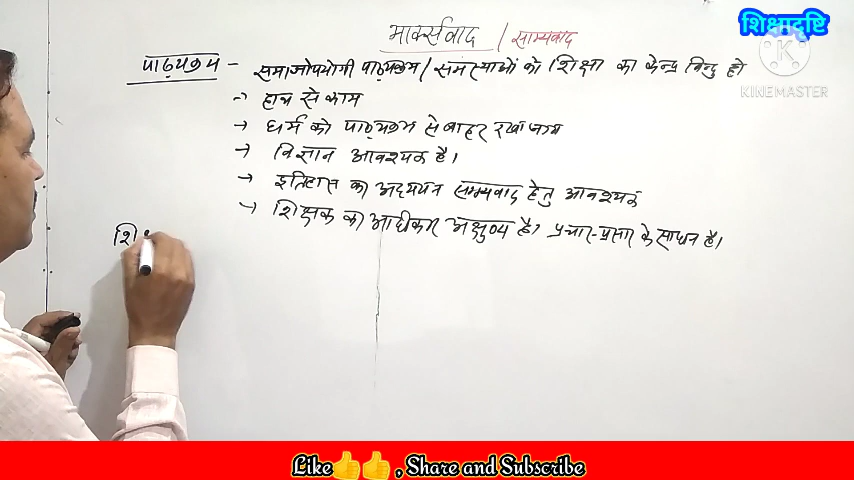 मार्क्सवाद / साम्यवाद
शिक्षादृष्टि
KINEMASTER
पाठ्यक्रम - समाजोपयोगी पाठ्यक्रम / समस्याओं को शिक्षा का केन्द्र बिन्दु हो
→ हाथ से काम
→ धर्म को पाठ्यक्रम से बाहर रखा जाय
→ विज्ञान आवश्यक है।
→ इतिहास का अध्ययन साम्यवाद हेतु आवश्यक
→ शिक्षक का अधिकार अक्षुण्य है। प्रचार-प्रसार के साधन है।
शि
Like👍👍 , Share and Subscribe